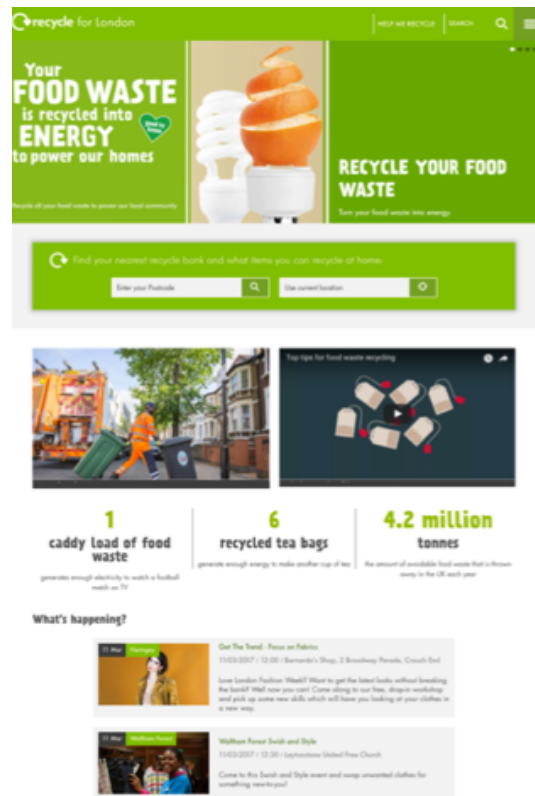 recycle for London
HELP ME RECYCLE
SEARCH
Your
FOOD WASTE
is recycled into
ENERGY
to power our homes
Recycle all your food waste to power our local community
RECYCLE YOUR FOOD
WASTE
Turn your food waste into energy
Find your nearest recycle bank and what items you can recycle at home:
Enter your Postcode
Use current location
Top tips for food waste recycling
1
caddy load of food
waste
generates enough electricity to watch a football
match on TV
6
recycled tea bags
generate enough energy to make another cup of tea
4.2 million
tonnes
the amount of avoidable food waste that is thrown
away in the UK each year
What's happening?
11 Mar
Haringey
Get The Trend - Focus on Fabrics
11/03/2017 / 12:00 / Barnardo's Shop, 2 Broadway Parade, Crouch End
Love London Fashion Week? Want to get the latest looks without breaking
the bank? Well now you can! Come along to our free, drop-in workshop
and pick up some new skills which will have you looking at your clothes in
a new way.
11 Mar
Waltham Forest
Waltham Forest Swish and Style
11/03/2017 / 12:30 / Leytonstone United Free Church
Come to this Swish and Style event and swap unwanted clothes for
something new-to-you!